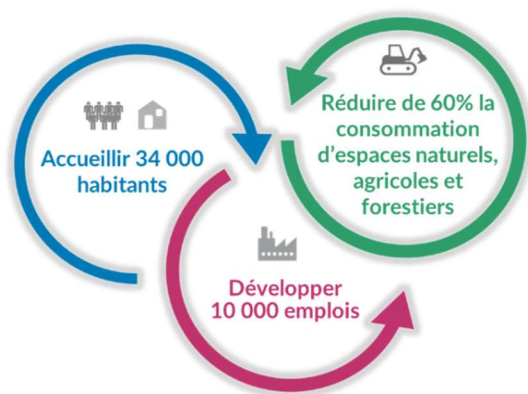 Accueillir 34 000
habitants
Réduire de 60% la
consommation
d'espaces naturels,
agricoles et
forestiers
Développer
10 000 emplois